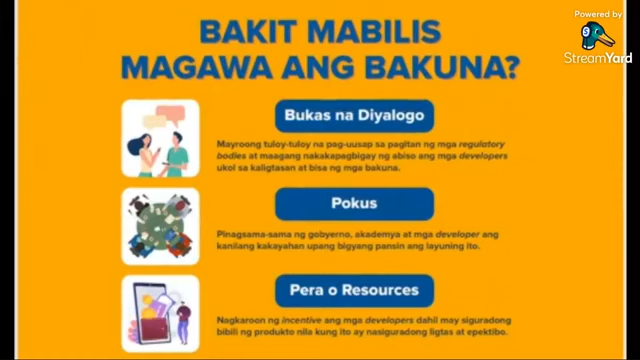 Powered by
StreamYard
BAKIT MABILIS
MAGAWA ANG BAKUNA?
Bukas na Diyalogo
Mayroong tuloy-tuloy na pag-uusap sa pagitan ng mga regulatory
bodies at maagang nakakapagbigay ng abiso ang mga developers
ukol sa kaligtasan at bisa ng mga bakuna.
Pokus
Pinagsama-sama ng gobyerno, akademya at mga developer ang
kanilang kakayahan upang bigyang pansin ang layuning ito.
Pera o Resources
Nagkaroon ng incentive ang mga developers dahil may siguradong
bibili ng produkto nila kung ito ay nasiguradong ligtas at epektibo.